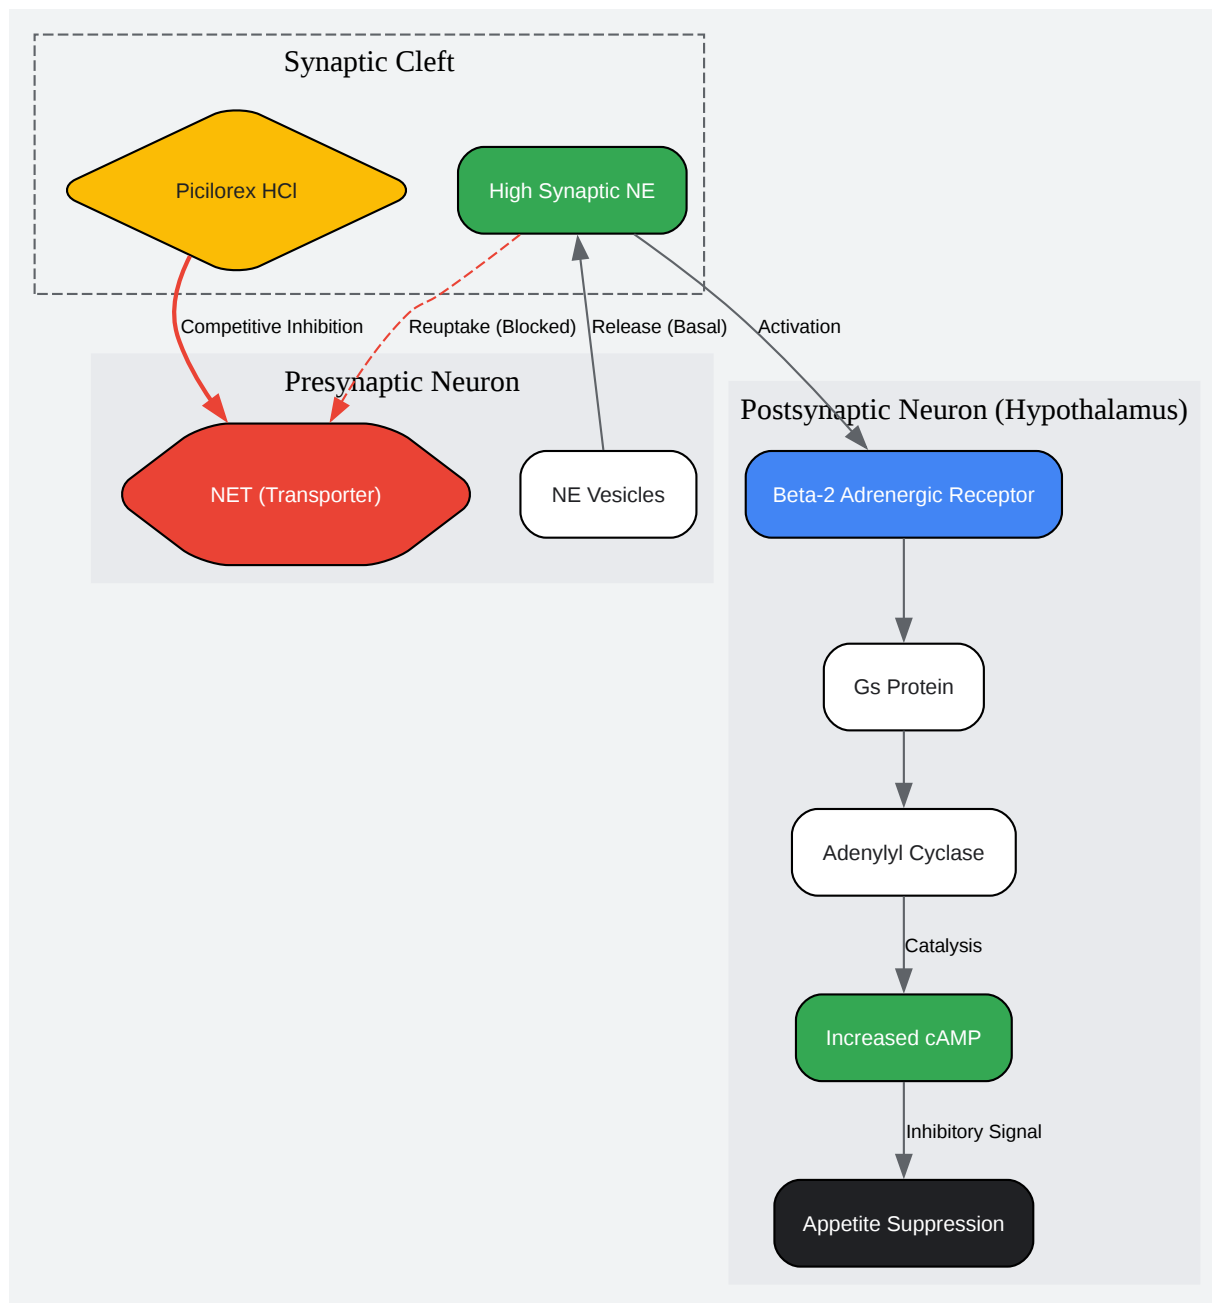 Synaptic Cleft
Picilorex HCl
High Synaptic NE
Competitive Inhibition
Reuptake (Blocked)
Release (Basal)
Activation
Presynaptic Neuron
NET (Transporter)
NE Vesicles
Postsynaptic Neuron (Hypothalamus)
Beta-2 Adrenergic Receptor
Gs Protein
Adenylyl Cyclase
Catalysis
Increased cAMP
Inhibitory Signal
Appetite Suppression